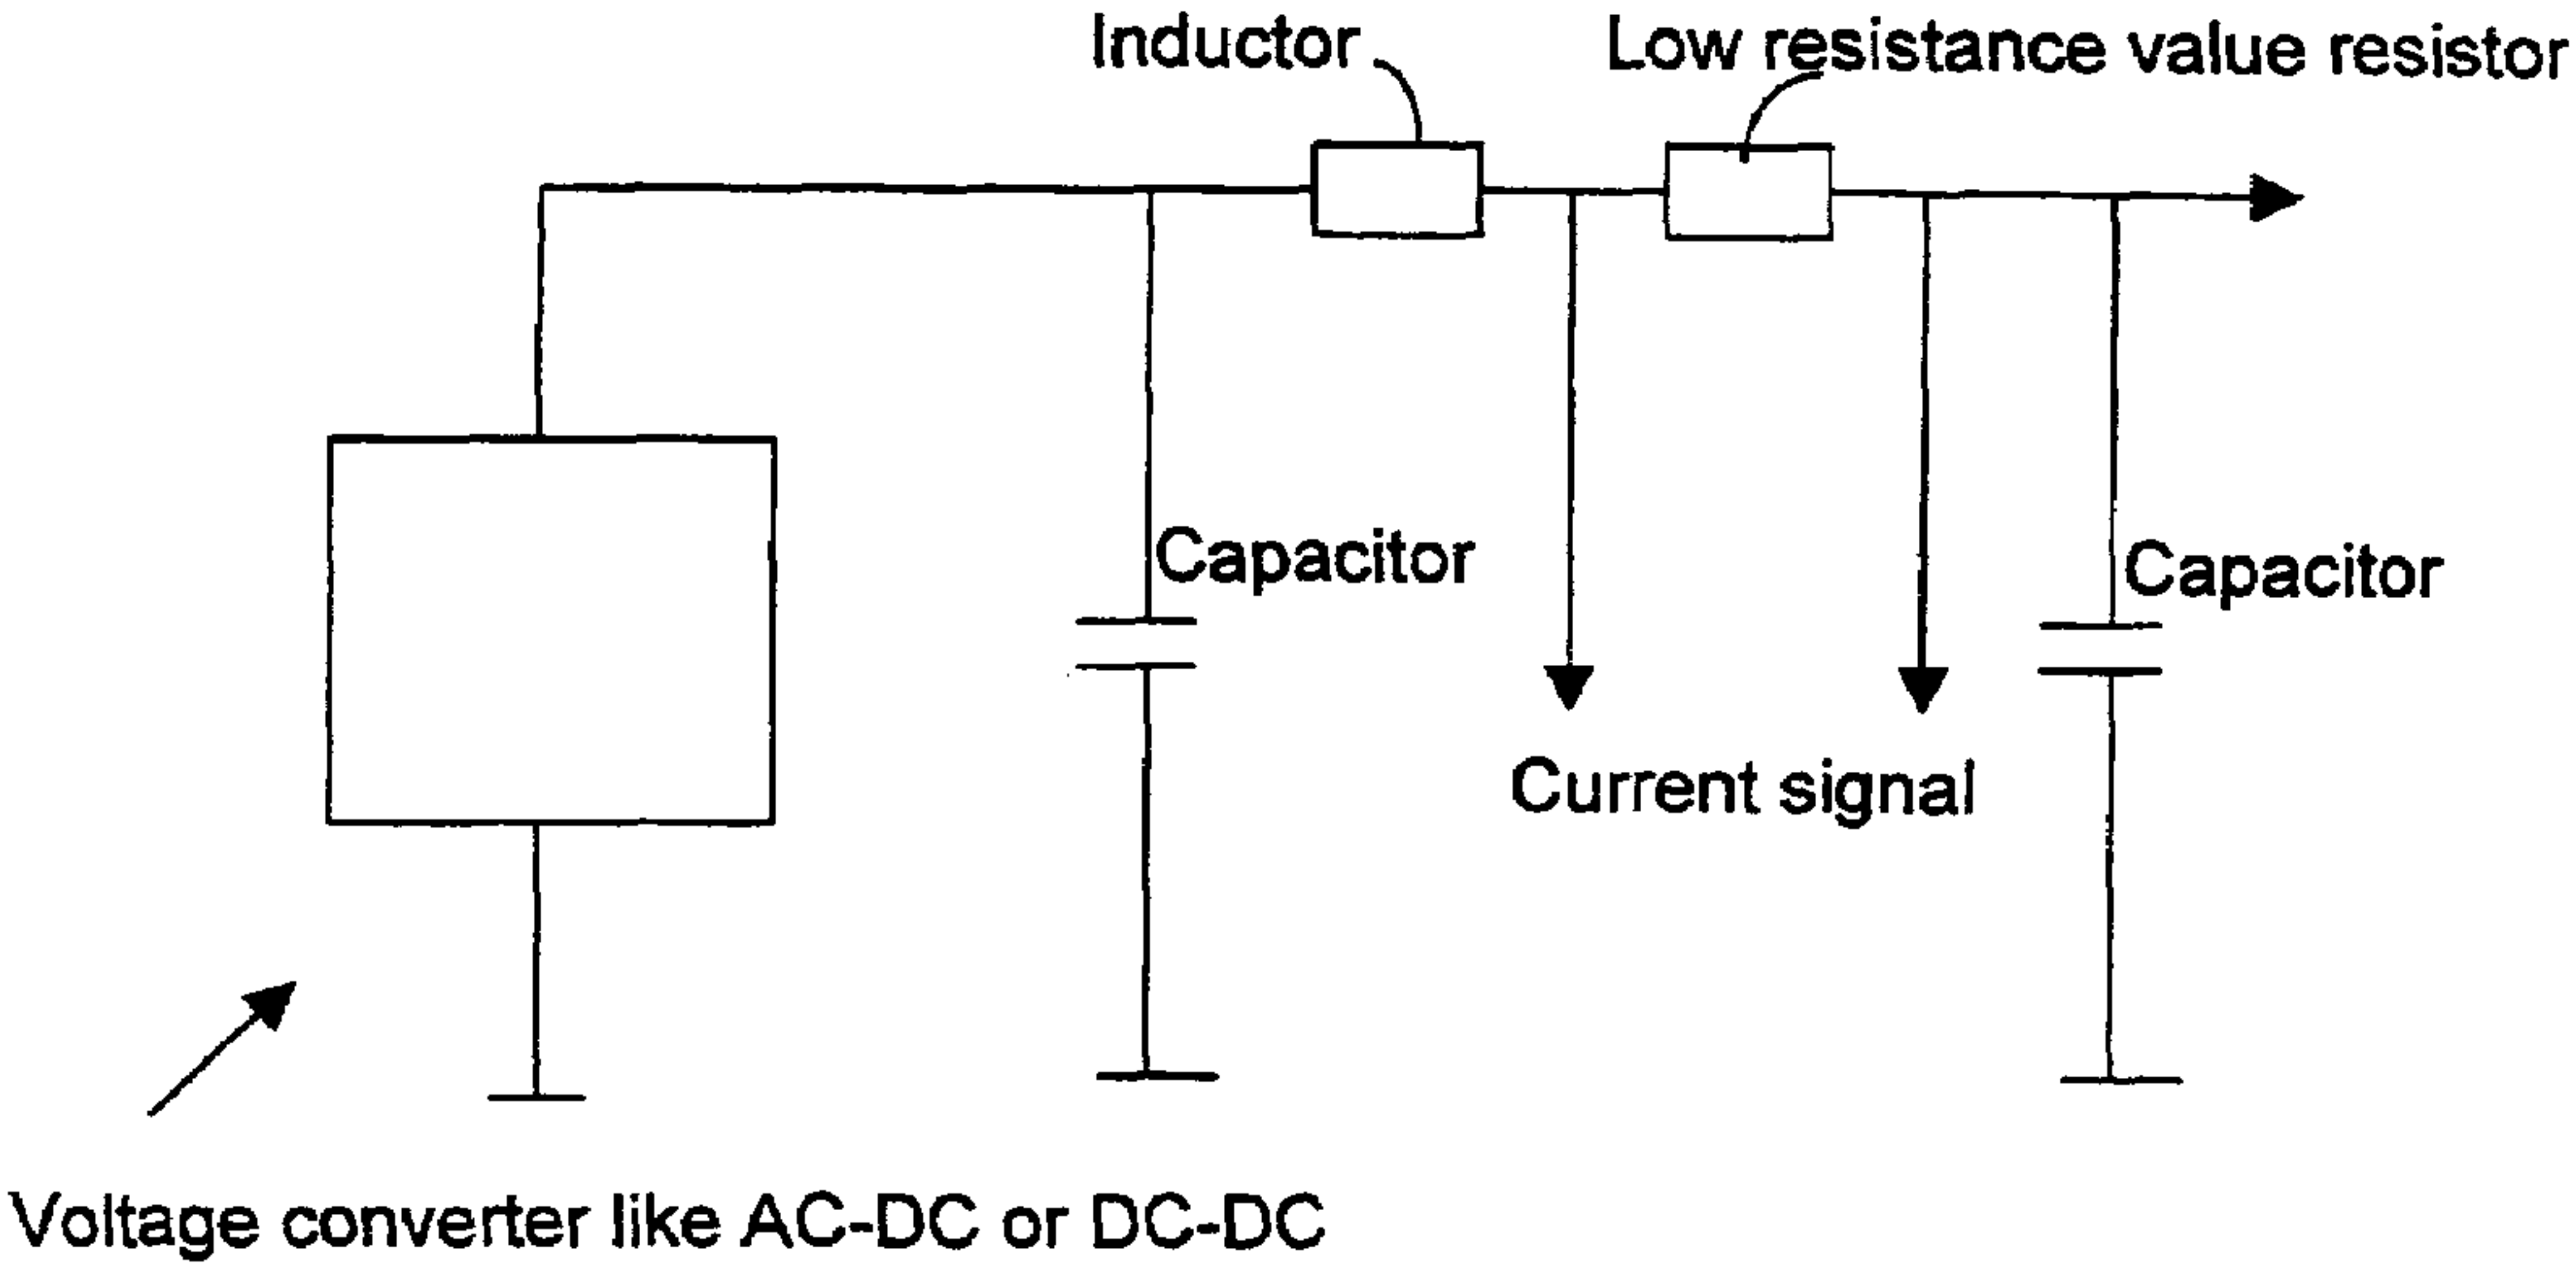 Inductor
Low resistance value resistor
Capacitor
Capacitor
Current signal
Voltage converter like AC-DC or DC-DC